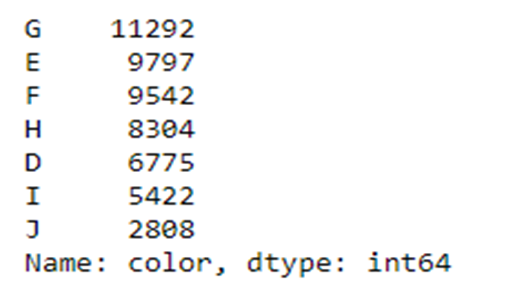 G 11292
E 9797
F 9542
H 8304
D 6775
I 5422
J 2808
Name: color, dtype: int64